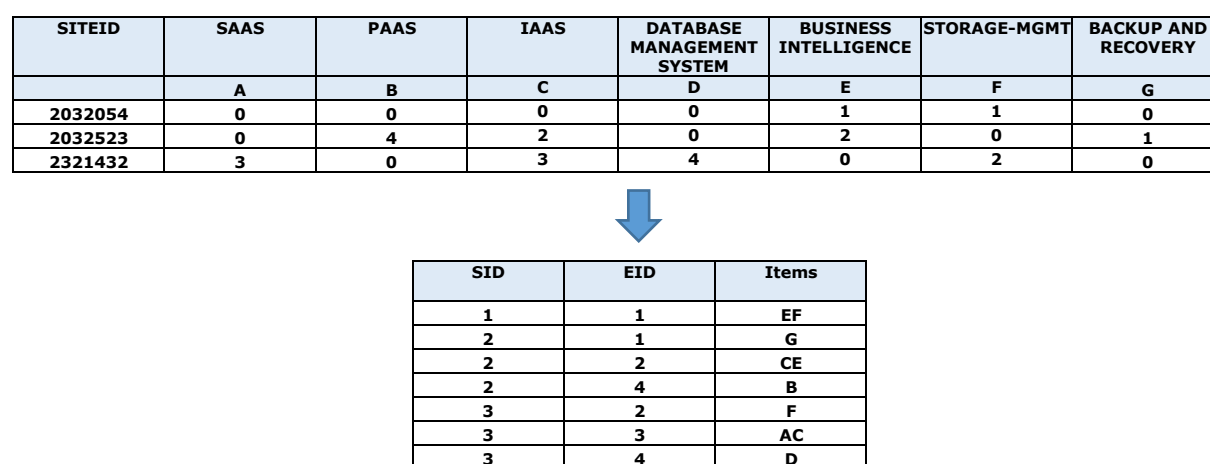 SITEID SAAS PAAS IAAS DATABASE MANAGEMENT SYSTEM BUSINESS INTELLIGENCE STORAGE-MGMT BACKUP AND RECOVERY
A B C D E F G
2032054 0 0 0 0 1 1 0
2032523 0 4 2 0 2 0 1
2321432 3 0 3 4 0 2 0
SID EID Items
1 1 EF
2 1 G
2 2 CE
2 4 B
3 2 F
3 3 AC
3 4 D